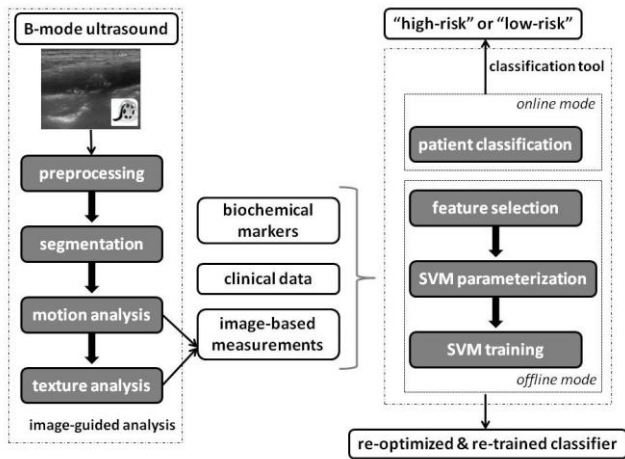 B-mode ultrasound
preprocessing
segmentation
motion analysis
texture analysis
image-guided analysis
biochemical
markers
clinical data
image-based
measurements
“high-risk” or “low-risk”
classification tool
online mode
patient classification
feature selection
SVM parameterization
SVM training
offline mode
re-optimized & re-trained classifier